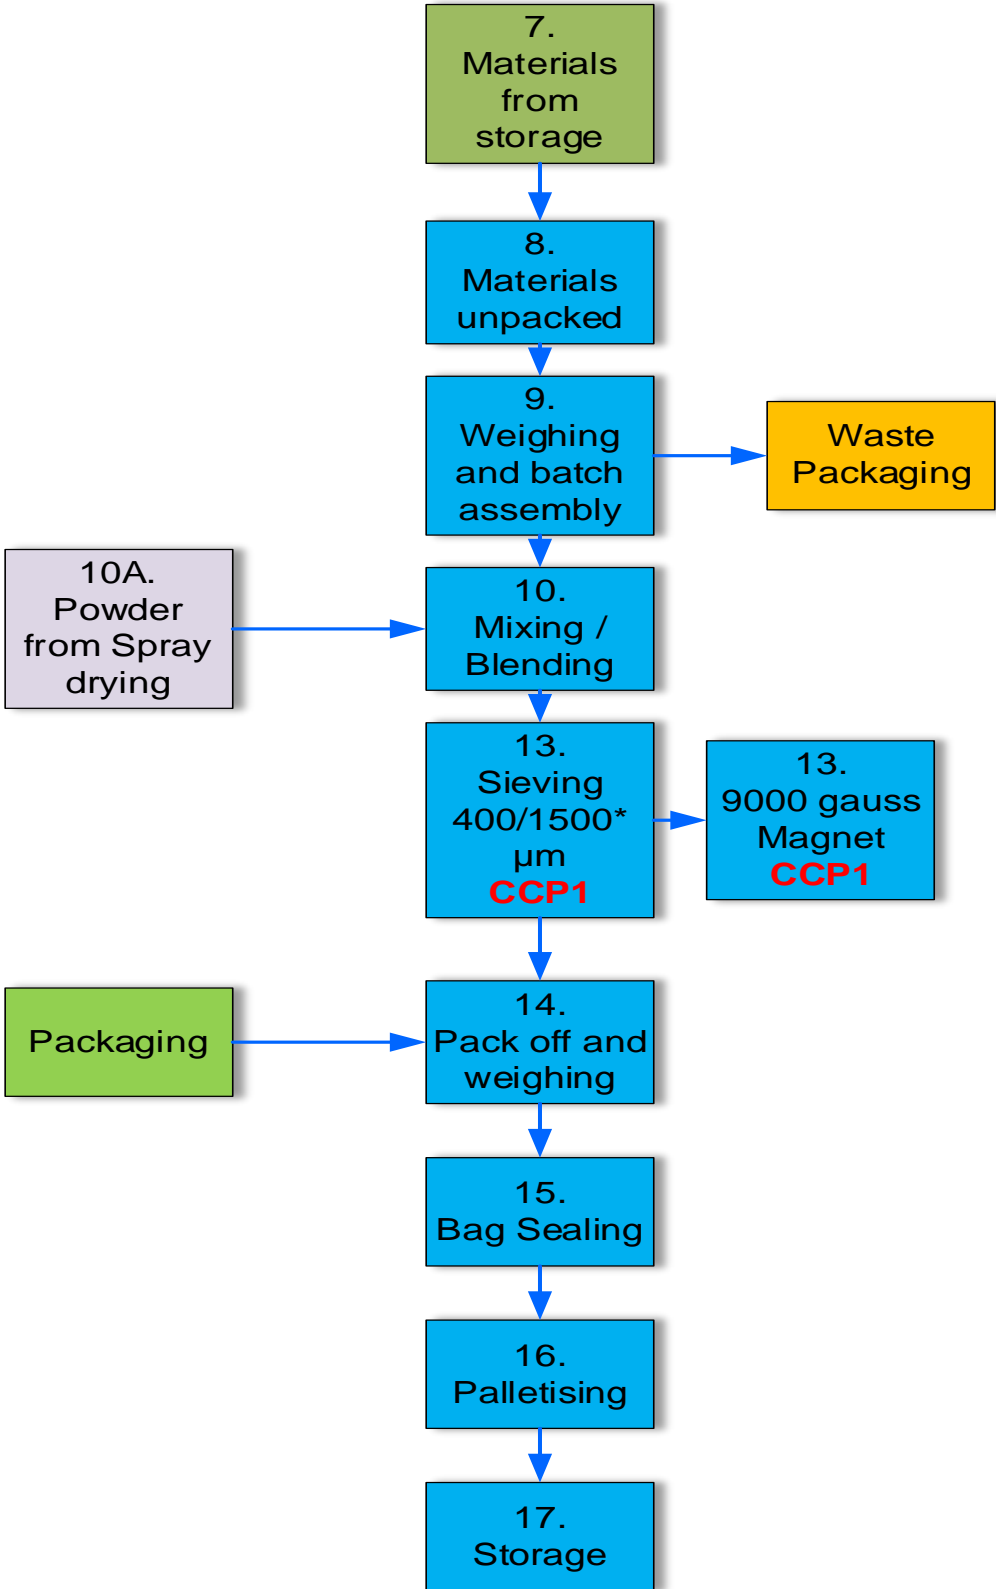 7.
Materials
from
storage
8.
Materials
unpacked
9.
Weighing
and batch
assembly
Waste
Packaging
10A.
Powder
from Spray
drying
10.
Mixing /
Blending
13.
Sieving
400/1500*
µm
CCP1
13.
9000 gauss
Magnet
CCP1
Packaging
14.
Pack off and
weighing
15.
Bag Sealing
16.
Palletising
17.
Storage